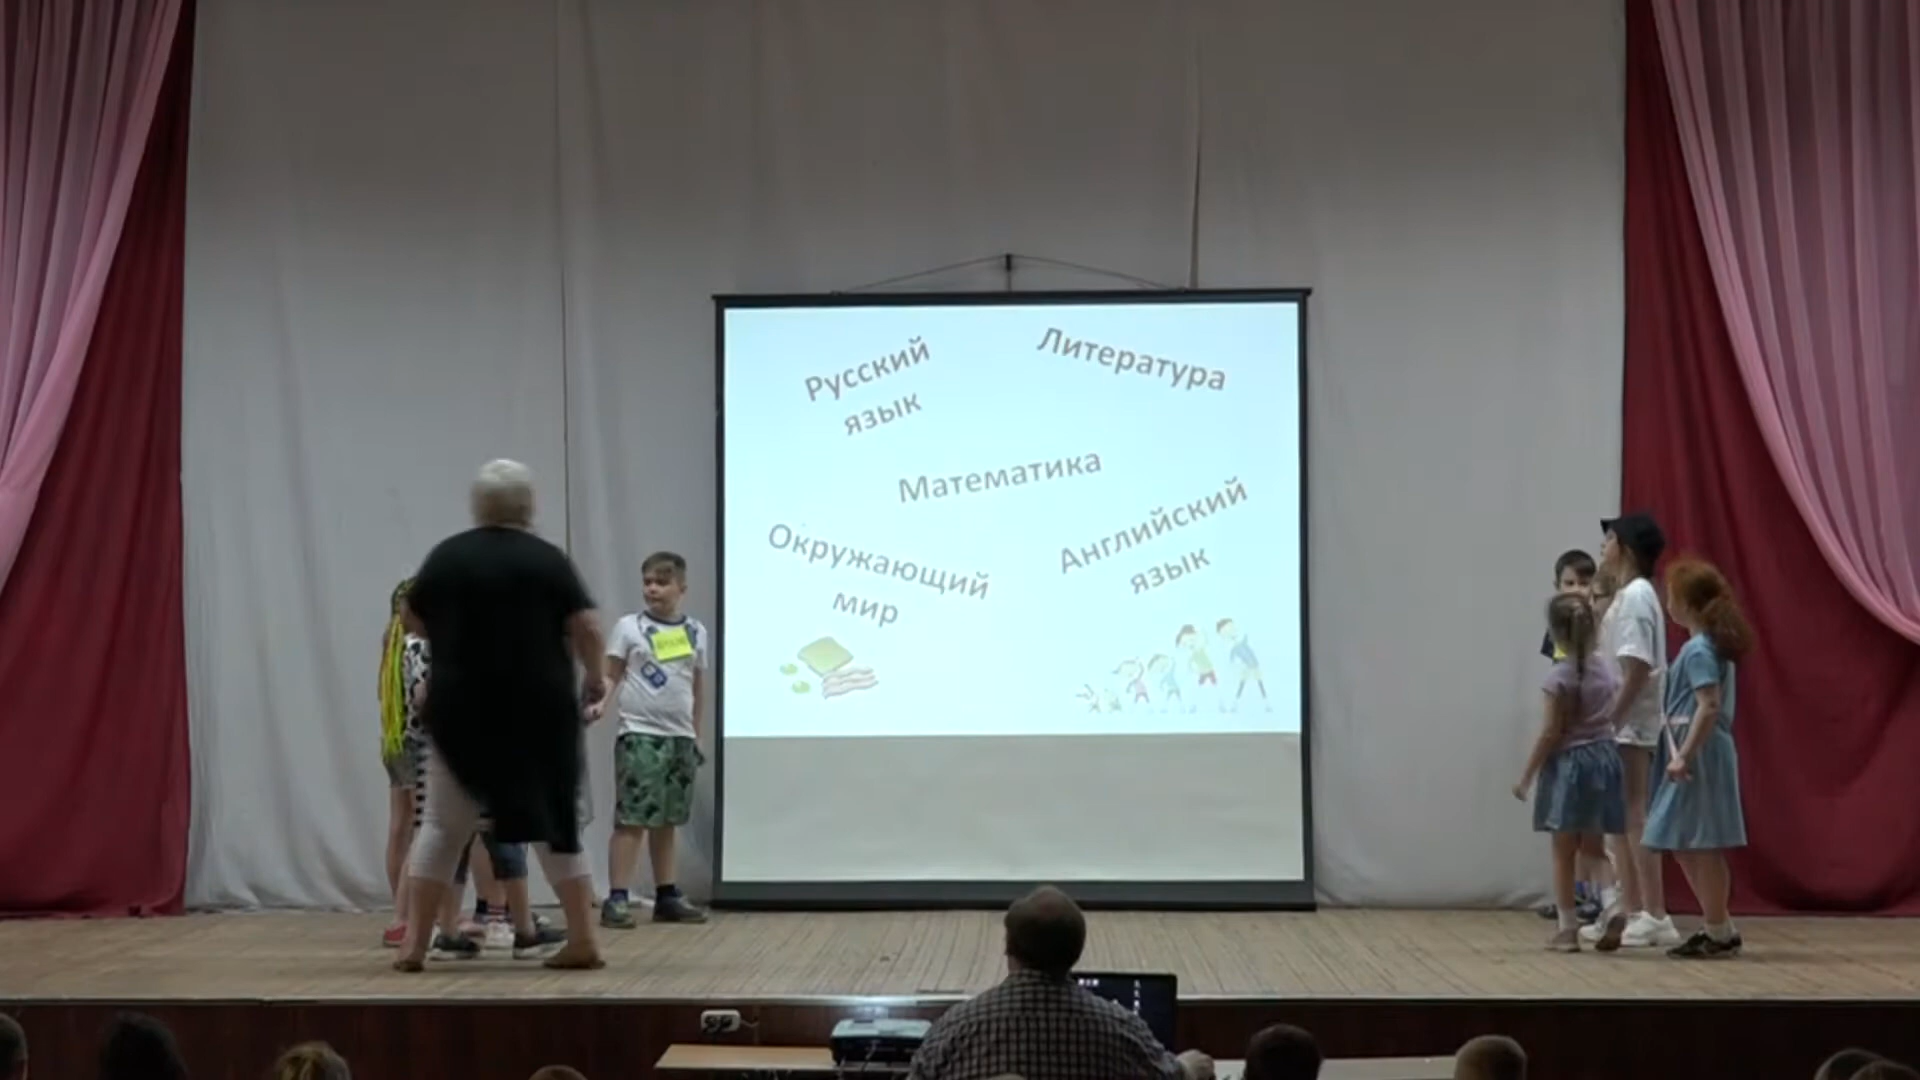 Русский
язык
Литература
Математика
Окружающий
мир
Английский
язык